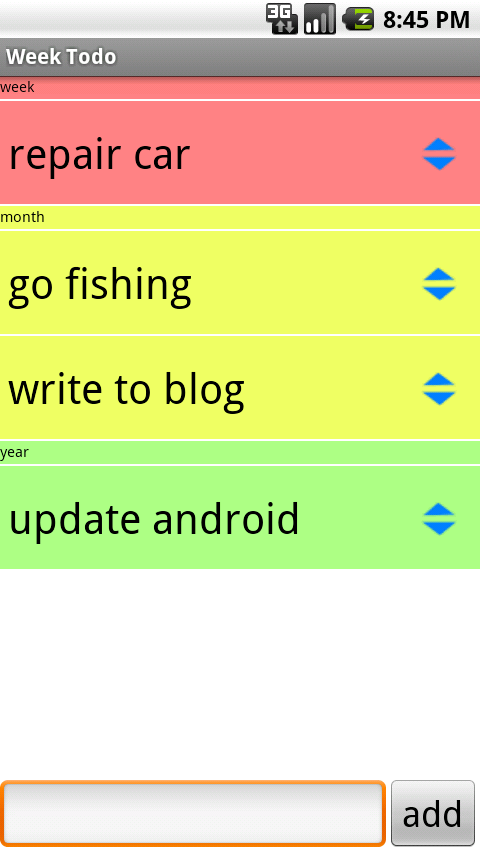 3G 8:45 PM
Week Todo
week
repair car
month
go fishing
write to blog
year
update android
add